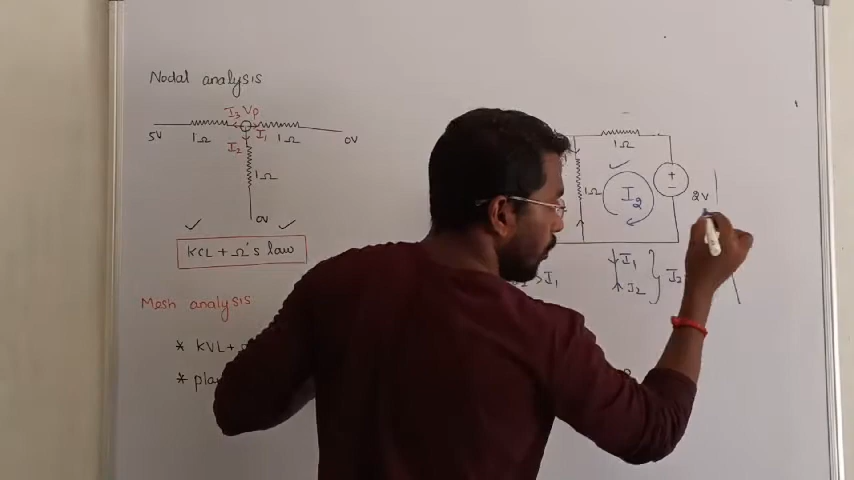 Nodal analysis
I3 Vp
5V 1Ω I1 1Ω 0V
I2
1Ω
0V
KCL + Ω's law
Mesh analysis
* KVL+
* pla
1Ω
1Ω I2 + - 2V
>I1
I1
I2